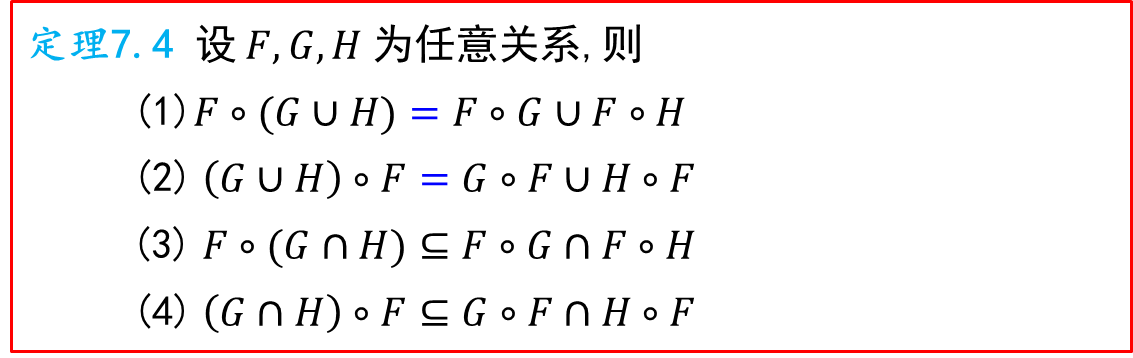 定理7.4 设 F, G, H 为任意关系, 则
(1) F ∘ (G ∪ H) = F ∘ G ∪ F ∘ H
(2) (G ∪ H) ∘ F = G ∘ F ∪ H ∘ F
(3) F ∘ (G ∩ H) ⊆ F ∘ G ∩ F ∘ H
(4) (G ∩ H) ∘ F ⊆ G ∘ F ∩ H ∘ F